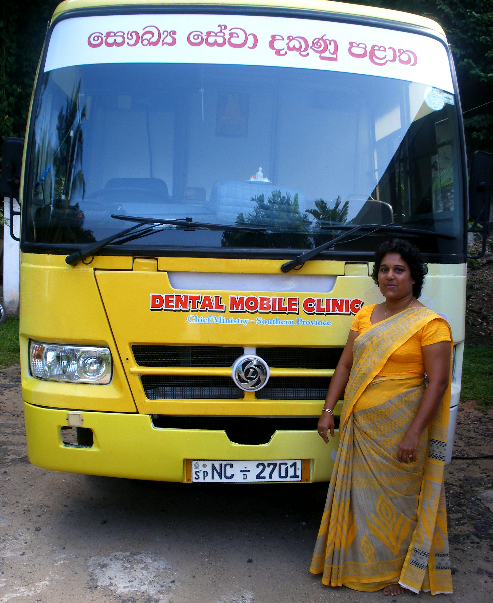 සෞඛ්‍ය සේවා දකුණු පළාත
DENTAL MOBILE CLINIC
Chief Ministry - Southern Province
SP NC ශ්‍රී 2701